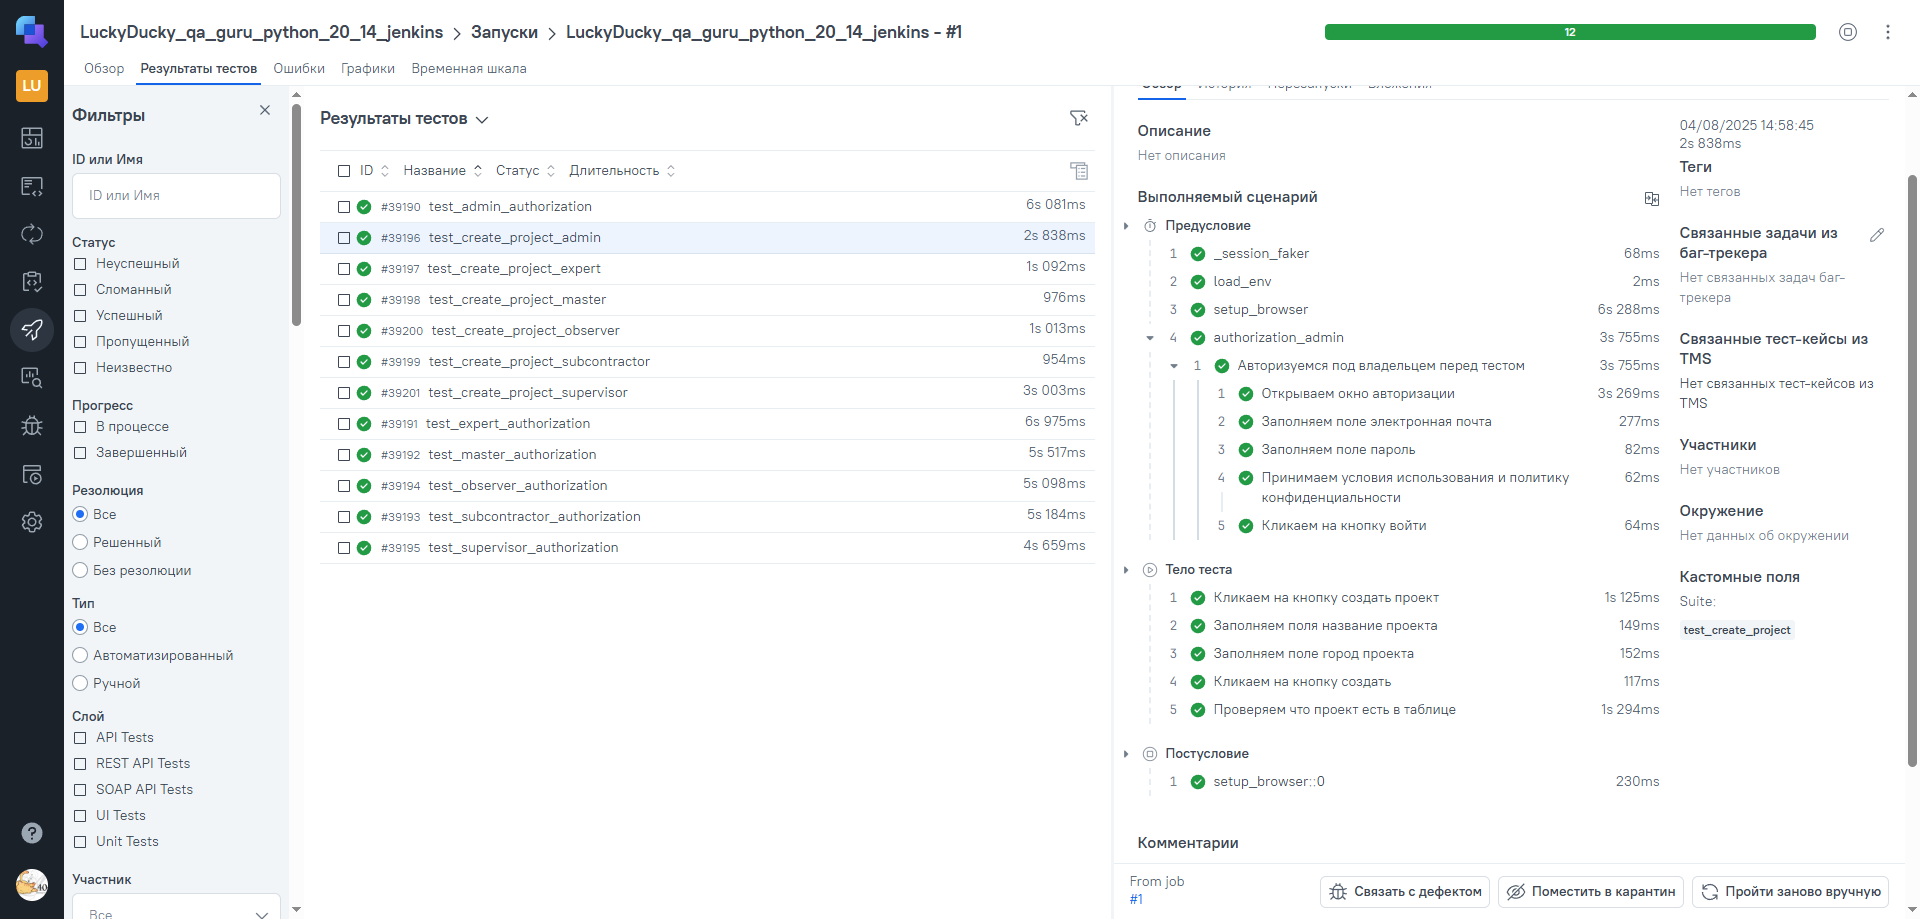 LuckyDucky_qa_guru_python_20_14_jenkins > Запуски > LuckyDucky_qa_guru_python_20_14_jenkins - #1
12
LU
Обзор Результаты тестов Ошибки Графики Временная шкала
Фильтры
ID или Имя
ID или Имя
Статус
Неуспешный
Сломанный
Успешный
Пропущенный
Неизвестно
Прогресс
В процессе
Завершенный
Резолюция
Все
Решенный
Без резолюции
Тип
Все
Автоматизированный
Ручной
Слой
API Tests
REST API Tests
SOAP API Tests
UI Tests
Unit Tests
Участник
Все
Результаты тестов
ID Название Статус Длительность
#39190 test_admin_authorization 6s 081ms
#39196 test_create_project_admin 2s 838ms
#39197 test_create_project_expert 1s 092ms
#39198 test_create_project_master 976ms
#39200 test_create_project_observer 1s 013ms
#39199 test_create_project_subcontractor 954ms
#39201 test_create_project_supervisor 3s 003ms
#39191 test_expert_authorization 6s 975ms
#39192 test_master_authorization 5s 517ms
#39194 test_observer_authorization 5s 098ms
#39193 test_subcontractor_authorization 5s 184ms
#39195 test_supervisor_authorization 4s 659ms
Обзор История Перезапуски Вложения
Описание
Нет описания
Выполняемый сценарий
Предусловие
1 _session_faker 68ms
2 load_env 2ms
3 setup_browser 6s 288ms
4 authorization_admin 3s 755ms
1 Авторизуемся под владельцем перед тестом 3s 755ms
1 Открываем окно авторизации 3s 269ms
2 Заполняем поле электронная почта 277ms
3 Заполняем поле пароль 82ms
4 Принимаем условия использования и политику 62ms
конфиденциальности
5 Кликаем на кнопку войти 64ms
Тело теста
1 Кликаем на кнопку создать проект 1s 125ms
2 Заполняем поля название проекта 149ms
3 Заполняем поле город проекта 152ms
4 Кликаем на кнопку создать 117ms
5 Проверяем что проект есть в таблице 1s 294ms
Постусловие
1 setup_browser::0 230ms
Комментарии
04/08/2025 14:58:45
2s 838ms
Теги
Нет тегов
Связанные задачи из
баг-трекера
Нет связанных задач баг-
трекера
Связанные тест-кейсы из
TMS
Нет связанных тест-кейсов из
TMS
Участники
Нет участников
Окружение
Нет данных об окружении
Кастомные поля
Suite:
test_create_project
From job
#1
Связать с дефектом Поместить в карантин Пройти заново вручную